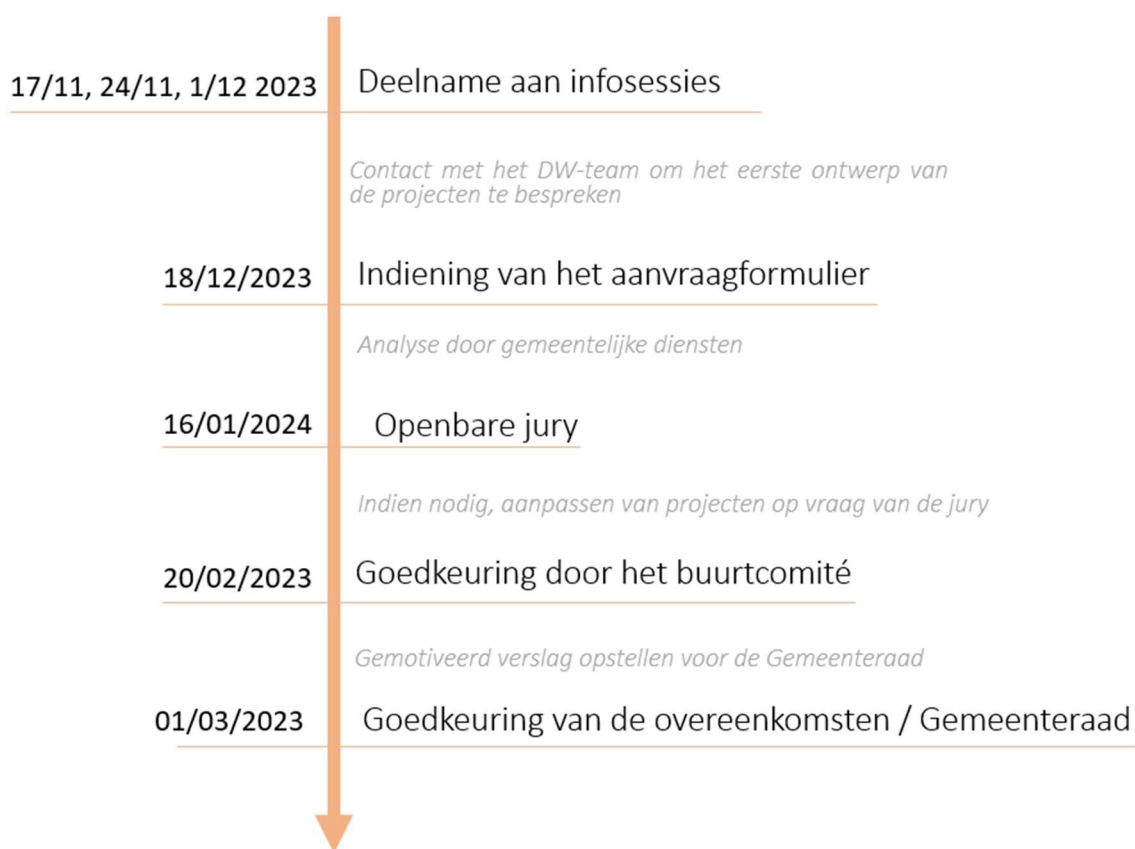 17/11, 24/11, 1/12 2023 Deelname aan infosessies
Contact met het DW-team om het eerste ontwerp van
de projecten te bespreken
18/12/2023 Indiening van het aanvraagformulier
Analyse door gemeentelijke diensten
16/01/2024 Openbare jury
Indien nodig, aanpassen van projecten op vraag van de jury
20/02/2023 Goedkeuring door het buurtcomité
Gemotiveerd verslag opstellen voor de Gemeenteraad
01/03/2023 Goedkeuring van de overeenkomsten / Gemeenteraad